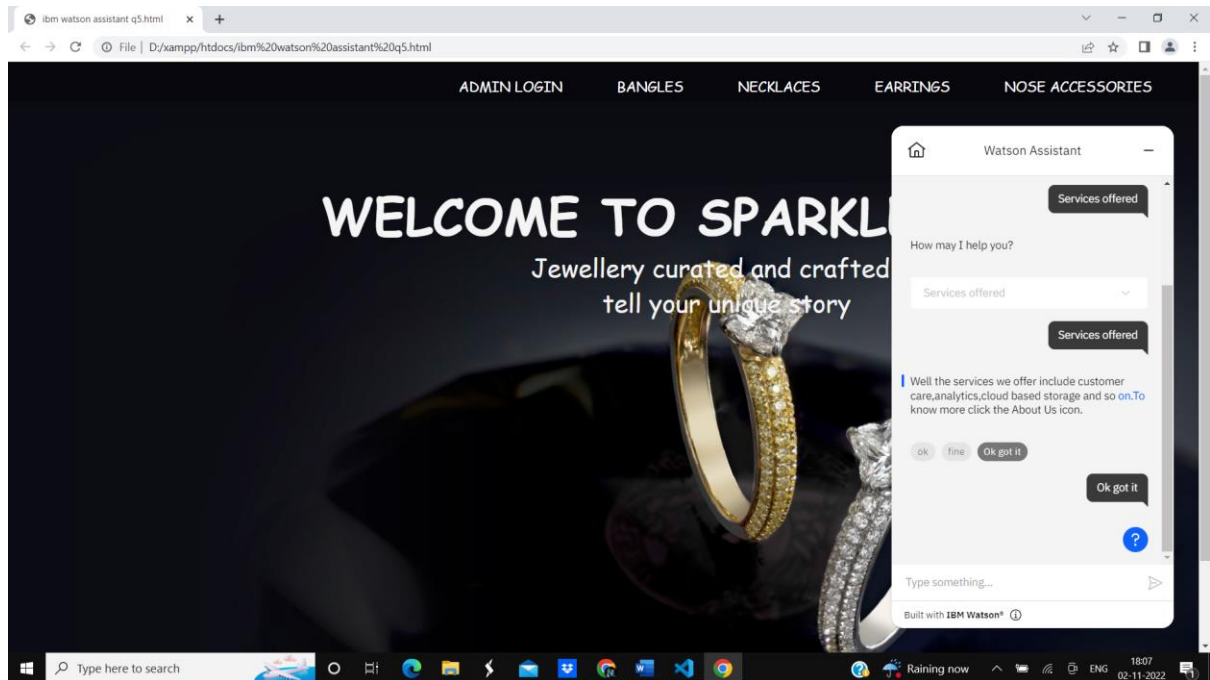 ibm watson assistant q5.html
File | D:/xampp/htdocs/ibm%20watson%20assistant%20q5.html
ADMIN LOGIN BANGLES NECKLACES EARRINGS NOSE ACCESSORIES
WELCOME TO SPARKL
Jewellery curated and crafted
tell your unique story
Watson Assistant
Services offered
How may I help you?
Services offered
Services offered
Well the services we offer include customer
care,analytics,cloud based storage and so on.To
know more click the About Us icon.
ok fine Ok got it
Ok got it
?
Type something...
Built with IBM Watson®
Type here to search
Raining now
ENG
18:07
02-11-2022